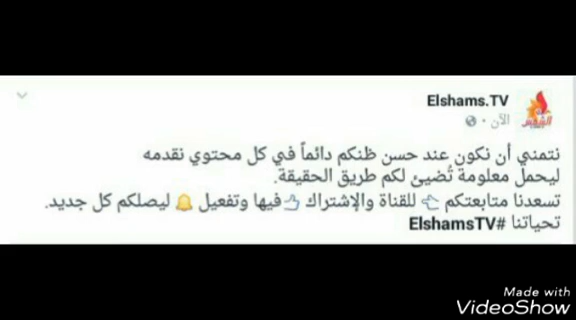 Elshams.TV
الآن
نتمني أن نكون عند حسن ظنكم دائماً في كل محتوي نقدمه
ليحمل معلومة تُضيئ لكم طريق الحقيقة.
تسعدنا متابعتكم 👈 للقناة والإشتراك 👍 فيها وتفعيل 🔔 ليصلكم كل جديد.
تحياتنا #ElshamsTV
Made with
VideoShow